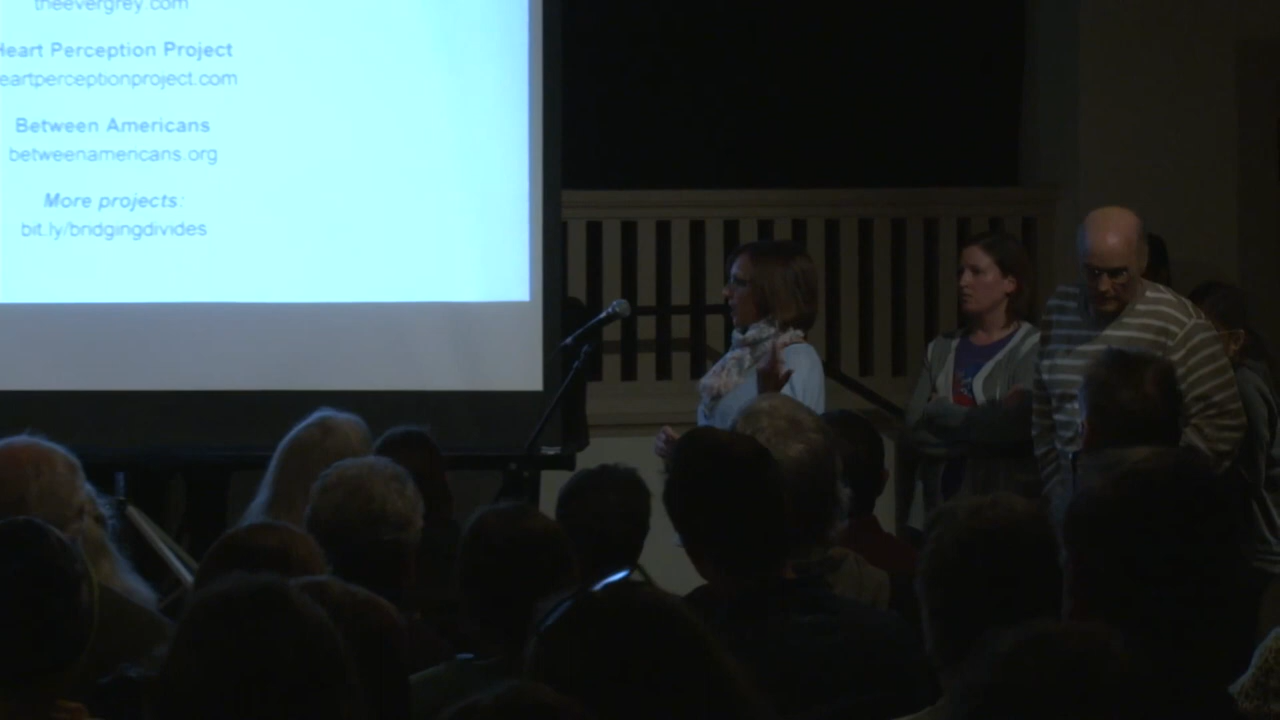 theevergrey.com
Heart Perception Project
eartperceptionproject.com
Between Americans
betweenamericans.org
More projects:
bit.ly/bridgingdivides